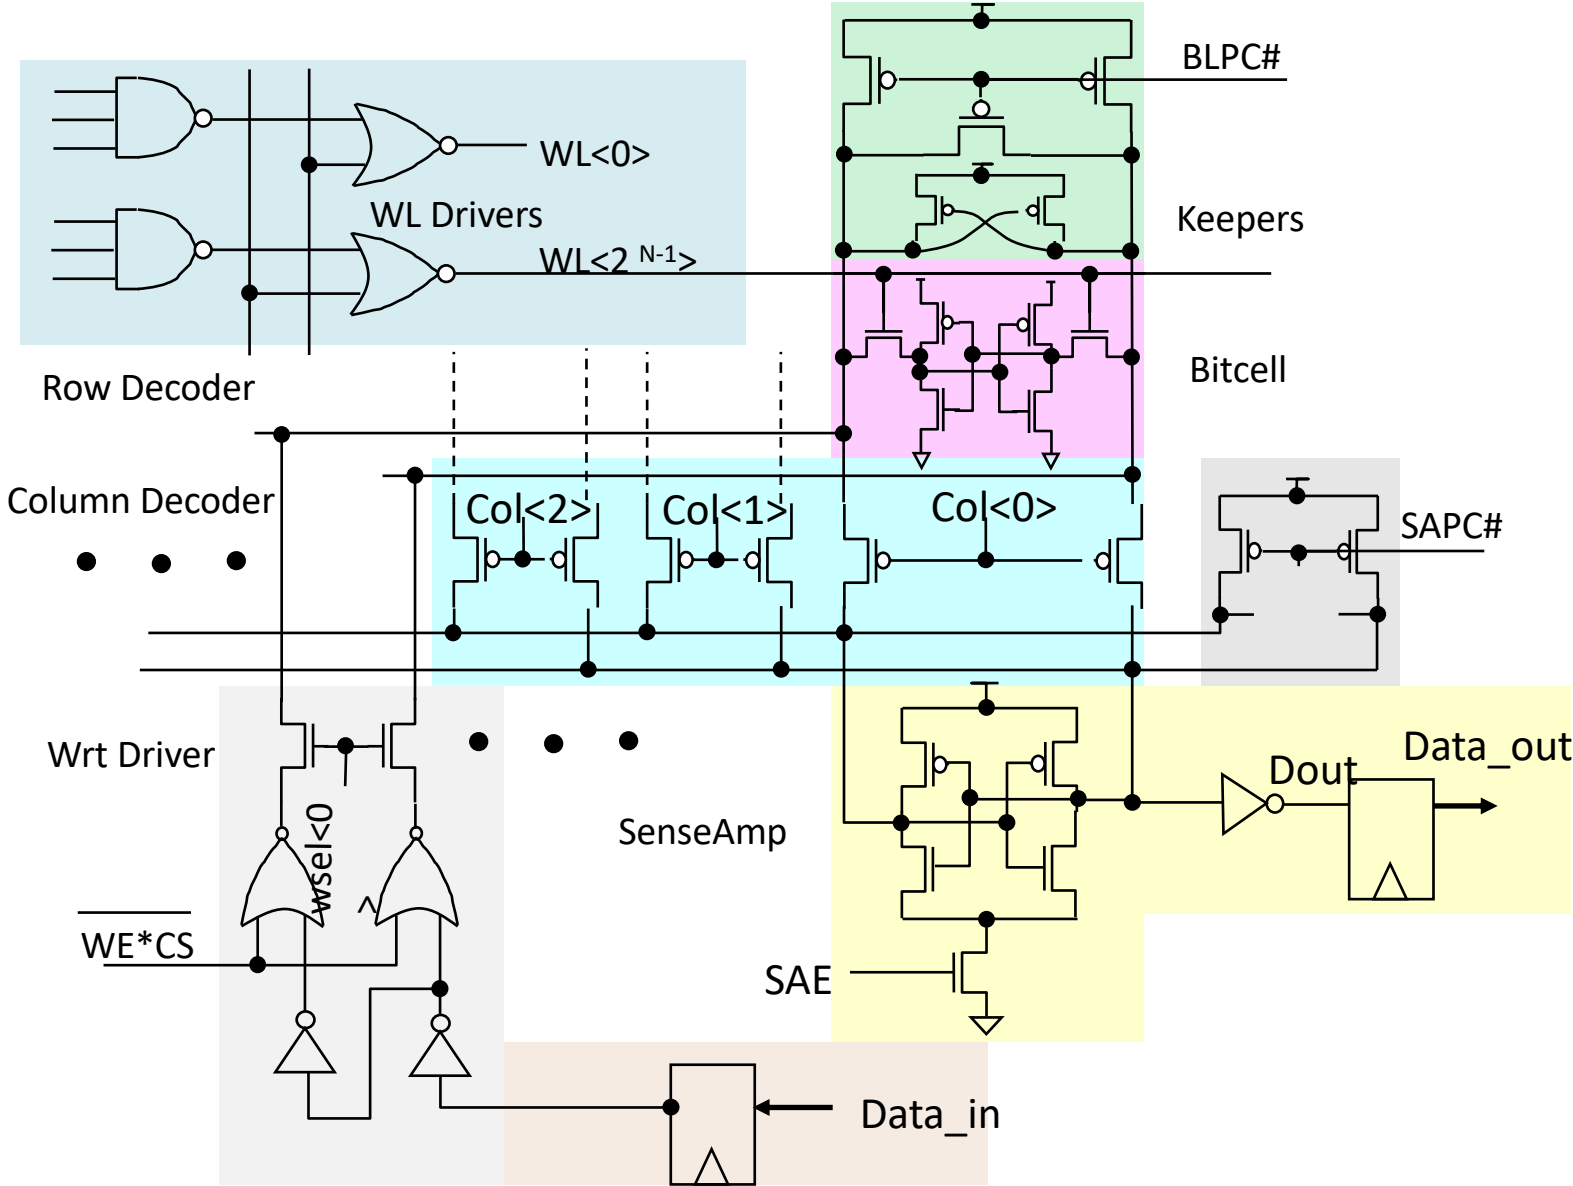 BLPC#
WL<0>
WL Drivers
Keepers
WL<2 N-1>
Bitcell
Row Decoder
Column Decoder
Col<2>
Col<1>
Col<0>
SAPC#
Wrt Driver
Data_out
Dout
SenseAmp
wsel<0
>
WE*CS
SAE
Data_in